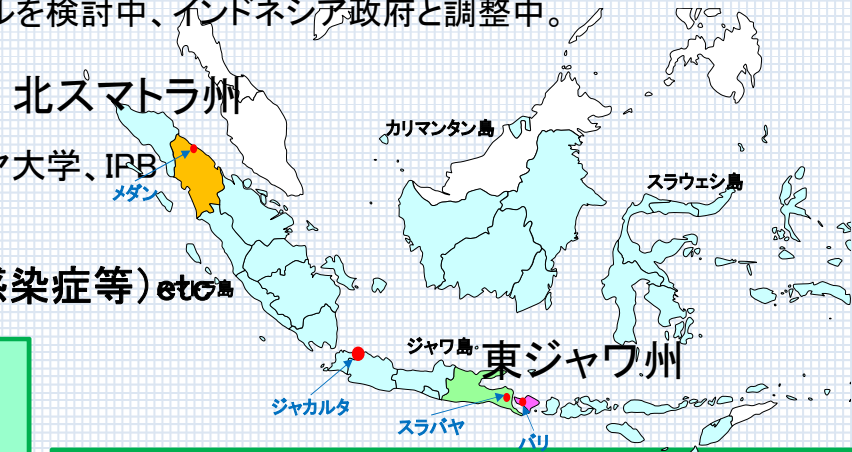 ルを検討中、インドネシア政府と調整中。
北スマトラ州
カリマンタン島
ヤ大学、IPB
メダン
スラウェシ島
感染症等)etc
ラ島
ジャワ島
東ジャワ州
ジャカルタ
スラバヤ
バリ